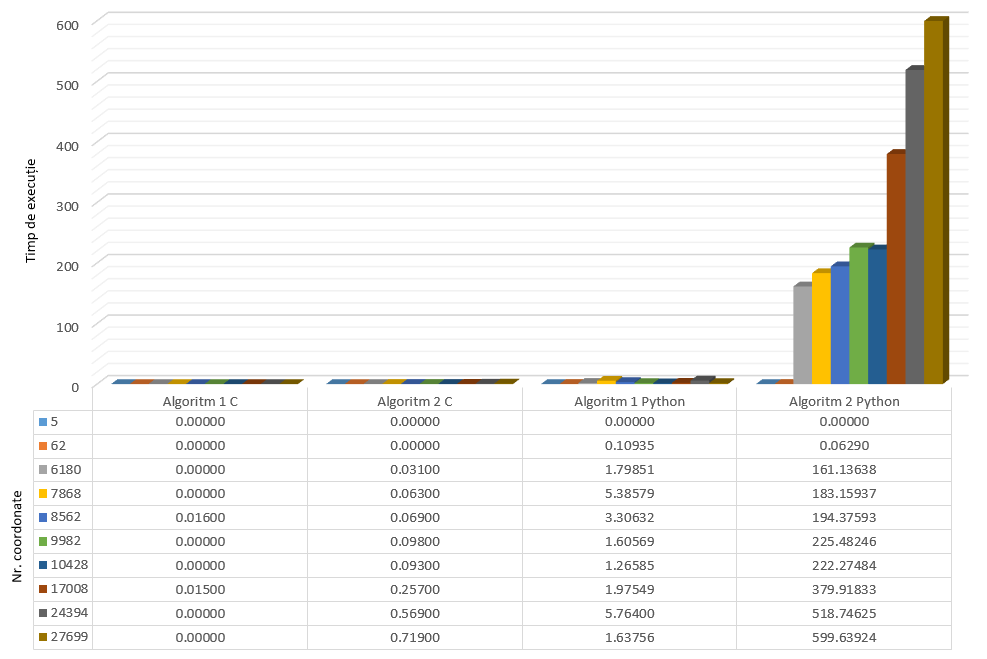 600
500
400
300
200
100
0
Timp de execuție
Algoritm 1 C Algoritm 2 C Algoritm 1 Python Algoritm 2 Python
Nr. coordonate
5 0.00000 0.00000 0.00000 0.00000
62 0.00000 0.00000 0.10935 0.06290
6180 0.00000 0.03100 1.79851 161.13638
7868 0.00000 0.06300 5.38579 183.15937
8562 0.01600 0.06900 3.30632 194.37593
9982 0.00000 0.09800 1.60569 225.48246
10428 0.00000 0.09300 1.26585 222.27484
17008 0.01500 0.25700 1.97549 379.91833
24394 0.00000 0.56900 5.76400 518.74625
27699 0.00000 0.71900 1.63756 599.63924